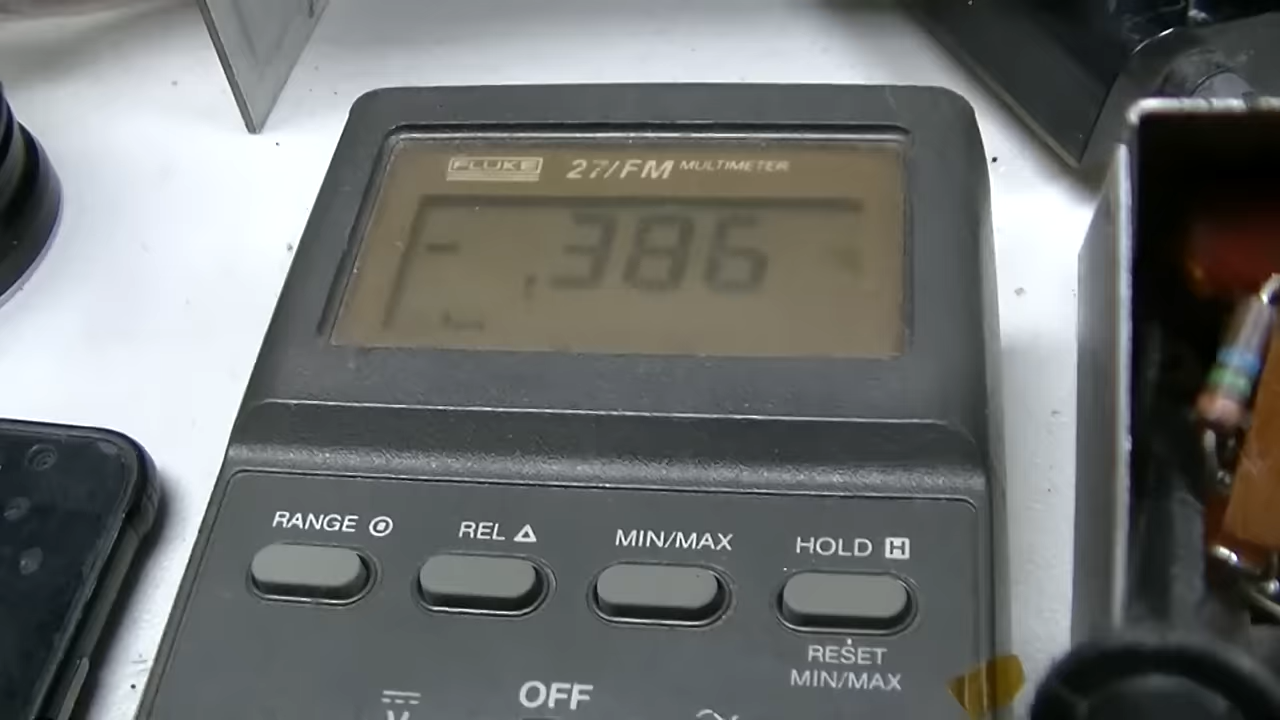 FLUKE 27/FM MULTIMETER
- .386
RANGE REL △ MIN/MAX HOLD H
RESET
MIN/MAX
OFF
V